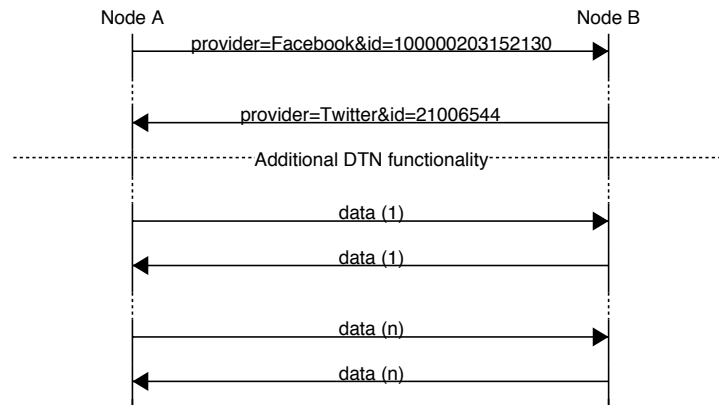 Node A
Node B
provider=Facebook&id=100000203152130
provider=Twitter&id=21006544
Additional DTN functionality
data (1)
data (1)
data (n)
data (n)